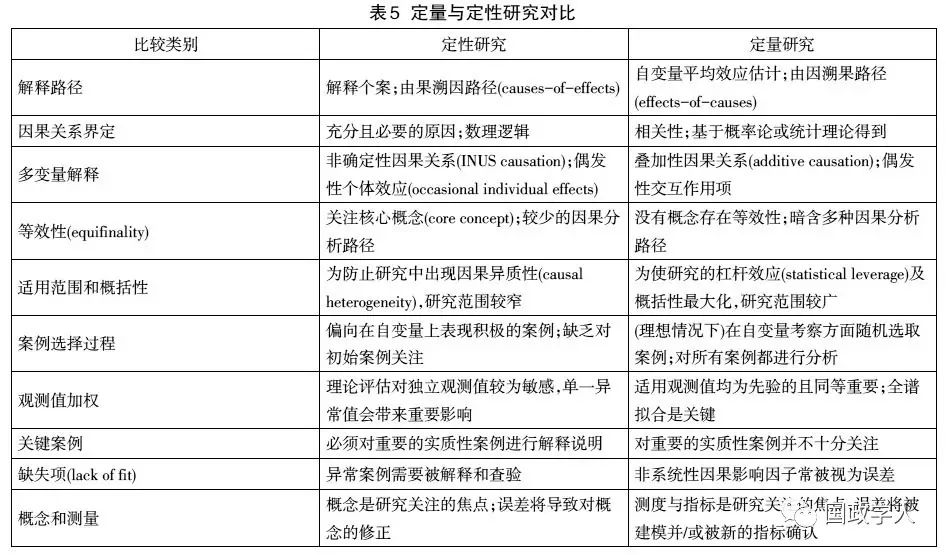 表5 定量与定性研究对比
比较类别 定性研究 定量研究
解释路径 解释个案;由果溯因路径(causes-of-effects) 自变量平均效应估计;由因溯果路径
(effects-of-causes)
因果关系界定 充分且必要的原因;数理逻辑 相关性;基于概率论或统计理论得到
多变量解释 非确定性因果关系(INUS causation);偶发
性个体效应(occasional individual effects) 叠加性因果关系(additive causation);偶发
性交互作用项
等效性(equifinality) 关注核心概念(core concept);较少的因果分
析路径 没有概念存在等效性;暗含多种因果分析
路径
适用范围和概括性 为防止研究中出现因果异质性(causal
heterogeneity),研究范围较窄 为使研究的杠杆效应(statistical leverage)及
概括性最大化,研究范围较广
案例选择过程 偏向在自变量上表现积极的案例;缺乏对
初始案例关注 (理想情况下)在自变量考察方面随机选取
案例;对所有案例都进行分析
观测值加权 理论评估对独立观测值较为敏感,单一异
常值会带来重要影响 适用观测值均为先验的且同等重要;全谱
拟合是关键
关键案例 必须对重要的实质性案例进行解释说明 对重要的实质性案例并不十分关注
缺失项(lack of fit) 异常案例需要被解释和查验 非系统性因果影响因子常被视为误差
概念和测量 概念是研究关注的焦点;误差将导致对概
念的修正 测度与指标是研究关注的焦点;误差将被
建模并/或被新的指标确认
国政学人